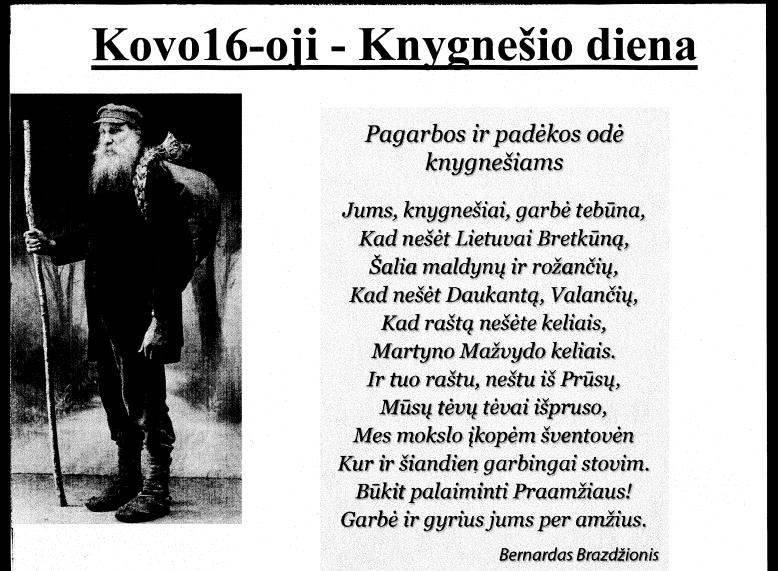 Kovo16-oji - Knygnešio diena
Pagarbos ir padėkos odė
knygnešiams
Jums, knygnešiai, garbė tebūna,
Kad nešėt Lietuvai Bretkūną,
Šalia maldynų ir rožančių,
Kad nešėt Daukantą, Valančių,
Kad raštą nešėte keliais,
Martyno Mažvydo keliais.
Ir tuo raštu, neštu iš Prūsų,
Mūsų tėvų tėvai išpruso,
Mes mokslo įkopėm šventovėn
Kur ir šiandien garbingai stovim.
Būkit palaiminti Praamžiaus!
Garbė ir gyrius jums per amžius.
Bernardas Brazdžionis